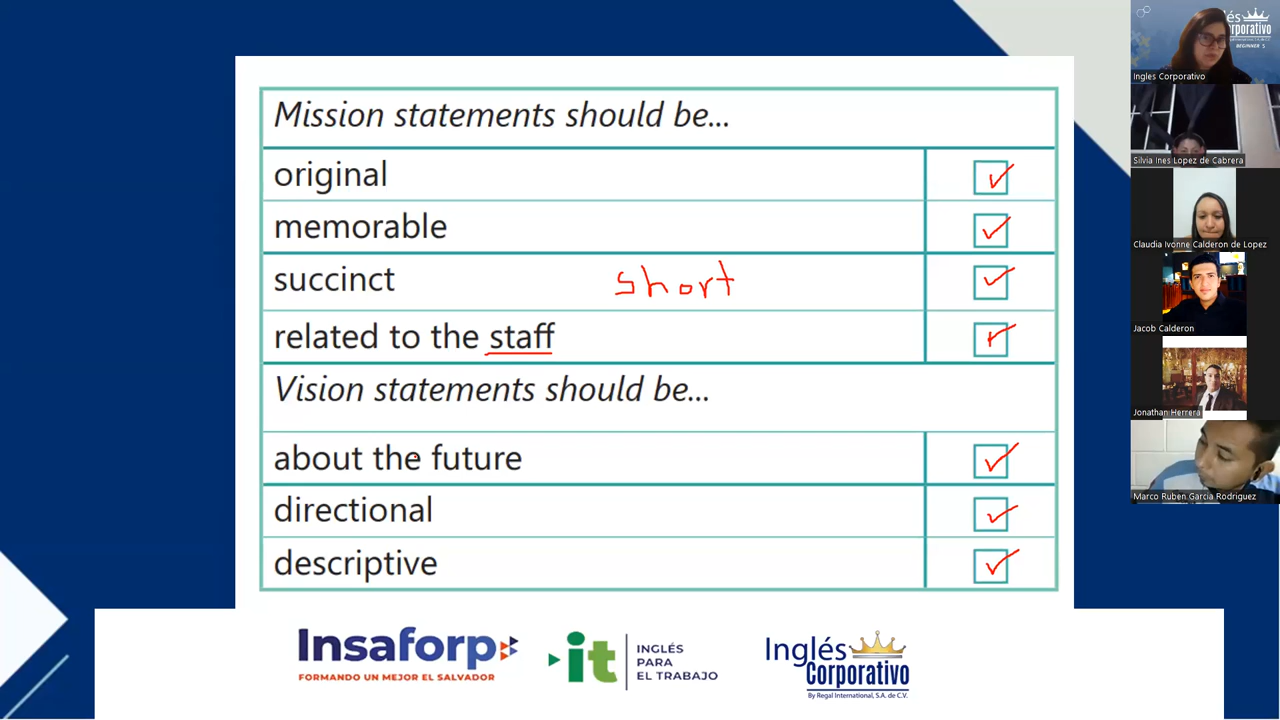 Mission statements should be...
original
memorable
succinct short
related to the staff
Vision statements should be...
about the future
directional
descriptive
Insaforp
FORMANDO UN MEJOR EL SALVADOR
it
INGLÉS
PARA
EL TRABAJO
Inglés
Corporativo
By Regal International, S.A. de C.V.
BEGINNER 5
Ingles Corporativo
Silvia Ines Lopez de Cabrera
Claudia Ivonne Calderon de Lopez
Jacob Calderon
Jonathan Herrera
Marco Ruben Garcia Rodriguez